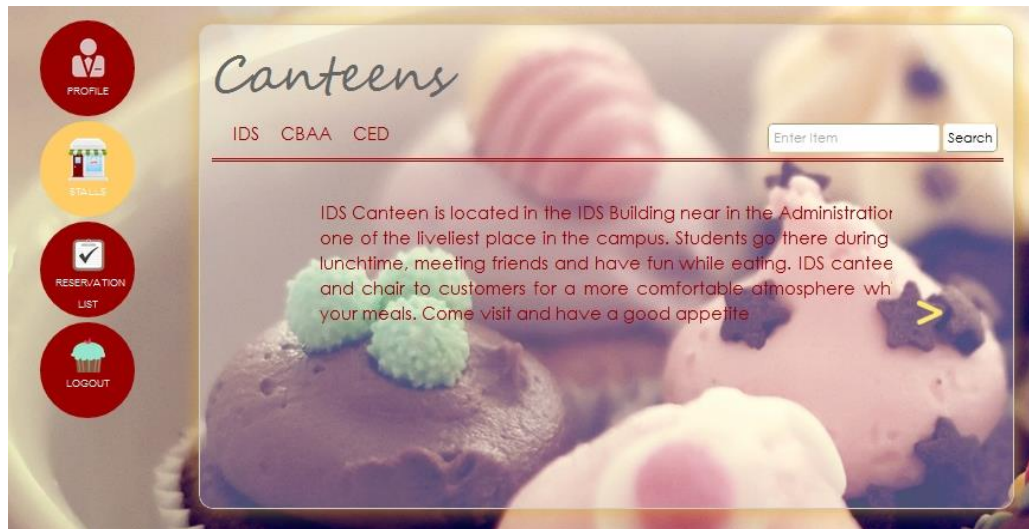 PROFILE
STALLS
RESERVATION
LIST
LOGOUT
Canteens
IDS CBAA CED
Enter Item Search
IDS Canteen is located in the IDS Building near in the Administration
one of the liveliest place in the campus. Students go there during
lunchtime, meeting friends and have fun while eating. IDS cantee
and chair to customers for a more comfortable atmosphere wh
your meals. Come visit and have a good appetite
>